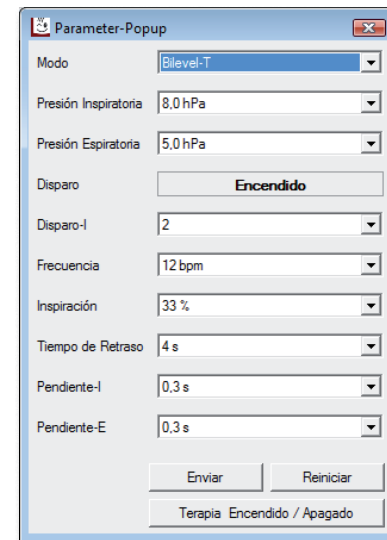 Parameter-Popup
Modo Bilevel-T
Presión Inspiratoria 8,0 hPa
Presión Espiratoria 5,0 hPa
Disparo Encendido
Disparo-I 2
Frecuencia 12 bpm
Inspiración 33 %
Tiempo de Retraso 4 s
Pendiente-I 0,3 s
Pendiente-E 0,3 s
Enviar Reiniciar
Terapia Encendido / Apagado